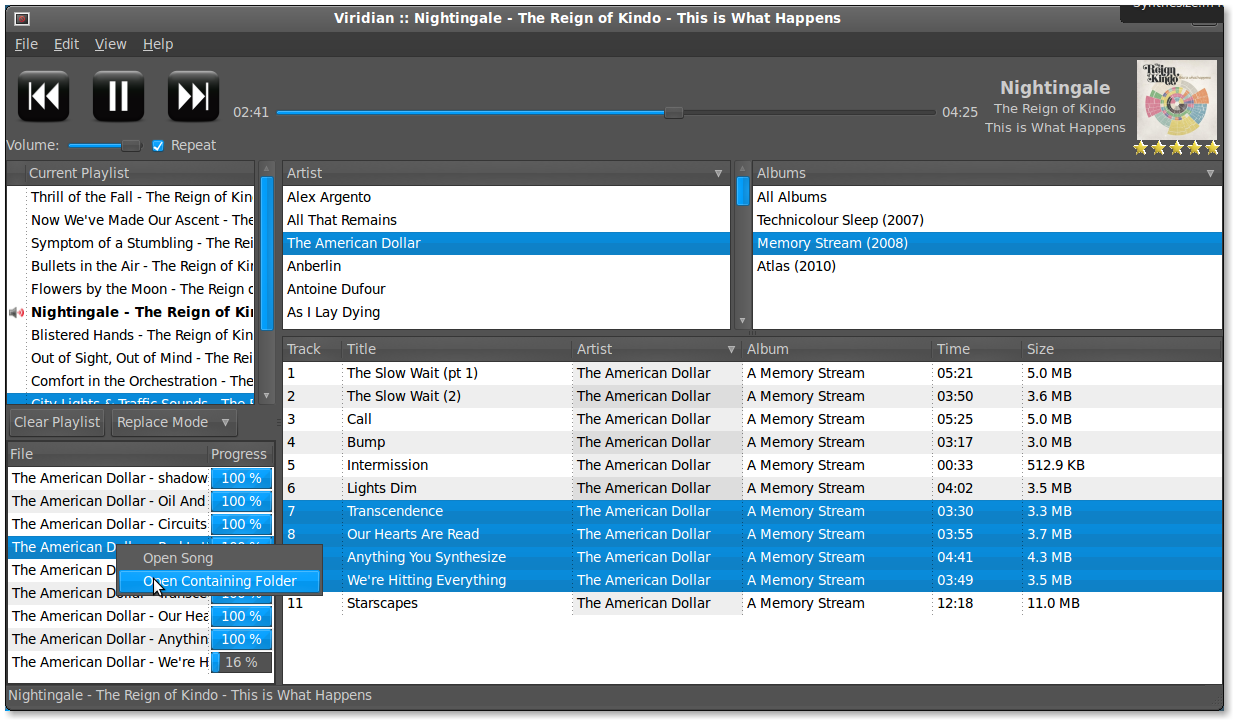 Viridian :: Nightingale - The Reign of Kindo - This is What Happens
File Edit View Help
02:41
04:25
Nightingale
The Reign of Kindo
This is What Happens
The Reign Kindo
Volume:
Repeat
Current Playlist
Thrill of the Fall - The Reign of Kin
Now We've Made Our Ascent - The
Symptom of a Stumbling - The Rei
Bullets in the Air - The Reign of Kin
Flowers by the Moon - The Reign o
Nightingale - The Reign of Ki
Blistered Hands - The Reign of Kin
Out of Sight, Out of Mind - The Rei
Comfort in the Orchestration - The
City Lights & Traffic Sounds - The
Clear Playlist
Replace Mode
Artist
Alex Argento
All That Remains
The American Dollar
Anberlin
Antoine Dufour
As I Lay Dying
Albums
All Albums
Technicolour Sleep (2007)
Memory Stream (2008)
Atlas (2010)
File Progress
The American Dollar - shadow 100 %
The American Dollar - Oil And 100 %
The American Dollar - Circuits 100 %
The American D
The American D
Open Song
Open Containing Folder
The American Dollar - Our Hea 100 %
The American Dollar - Anythin 100 %
The American Dollar - We're H 16 %
Track Title Artist Album Time Size
1 The Slow Wait (pt 1) The American Dollar A Memory Stream 05:21 5.0 MB
2 The Slow Wait (2) The American Dollar A Memory Stream 03:50 3.6 MB
3 Call The American Dollar A Memory Stream 05:25 5.0 MB
4 Bump The American Dollar A Memory Stream 03:17 3.0 MB
5 Intermission The American Dollar A Memory Stream 00:33 512.9 KB
6 Lights Dim The American Dollar A Memory Stream 04:02 3.5 MB
7 Transcendence The American Dollar A Memory Stream 03:30 3.3 MB
8 Our Hearts Are Read The American Dollar A Memory Stream 03:55 3.7 MB
Anything You Synthesize The American Dollar A Memory Stream 04:41 4.3 MB
We're Hitting Everything The American Dollar A Memory Stream 03:49 3.5 MB
11 Starscapes The American Dollar A Memory Stream 12:18 11.0 MB
Nightingale - The Reign of Kindo - This is What Happens